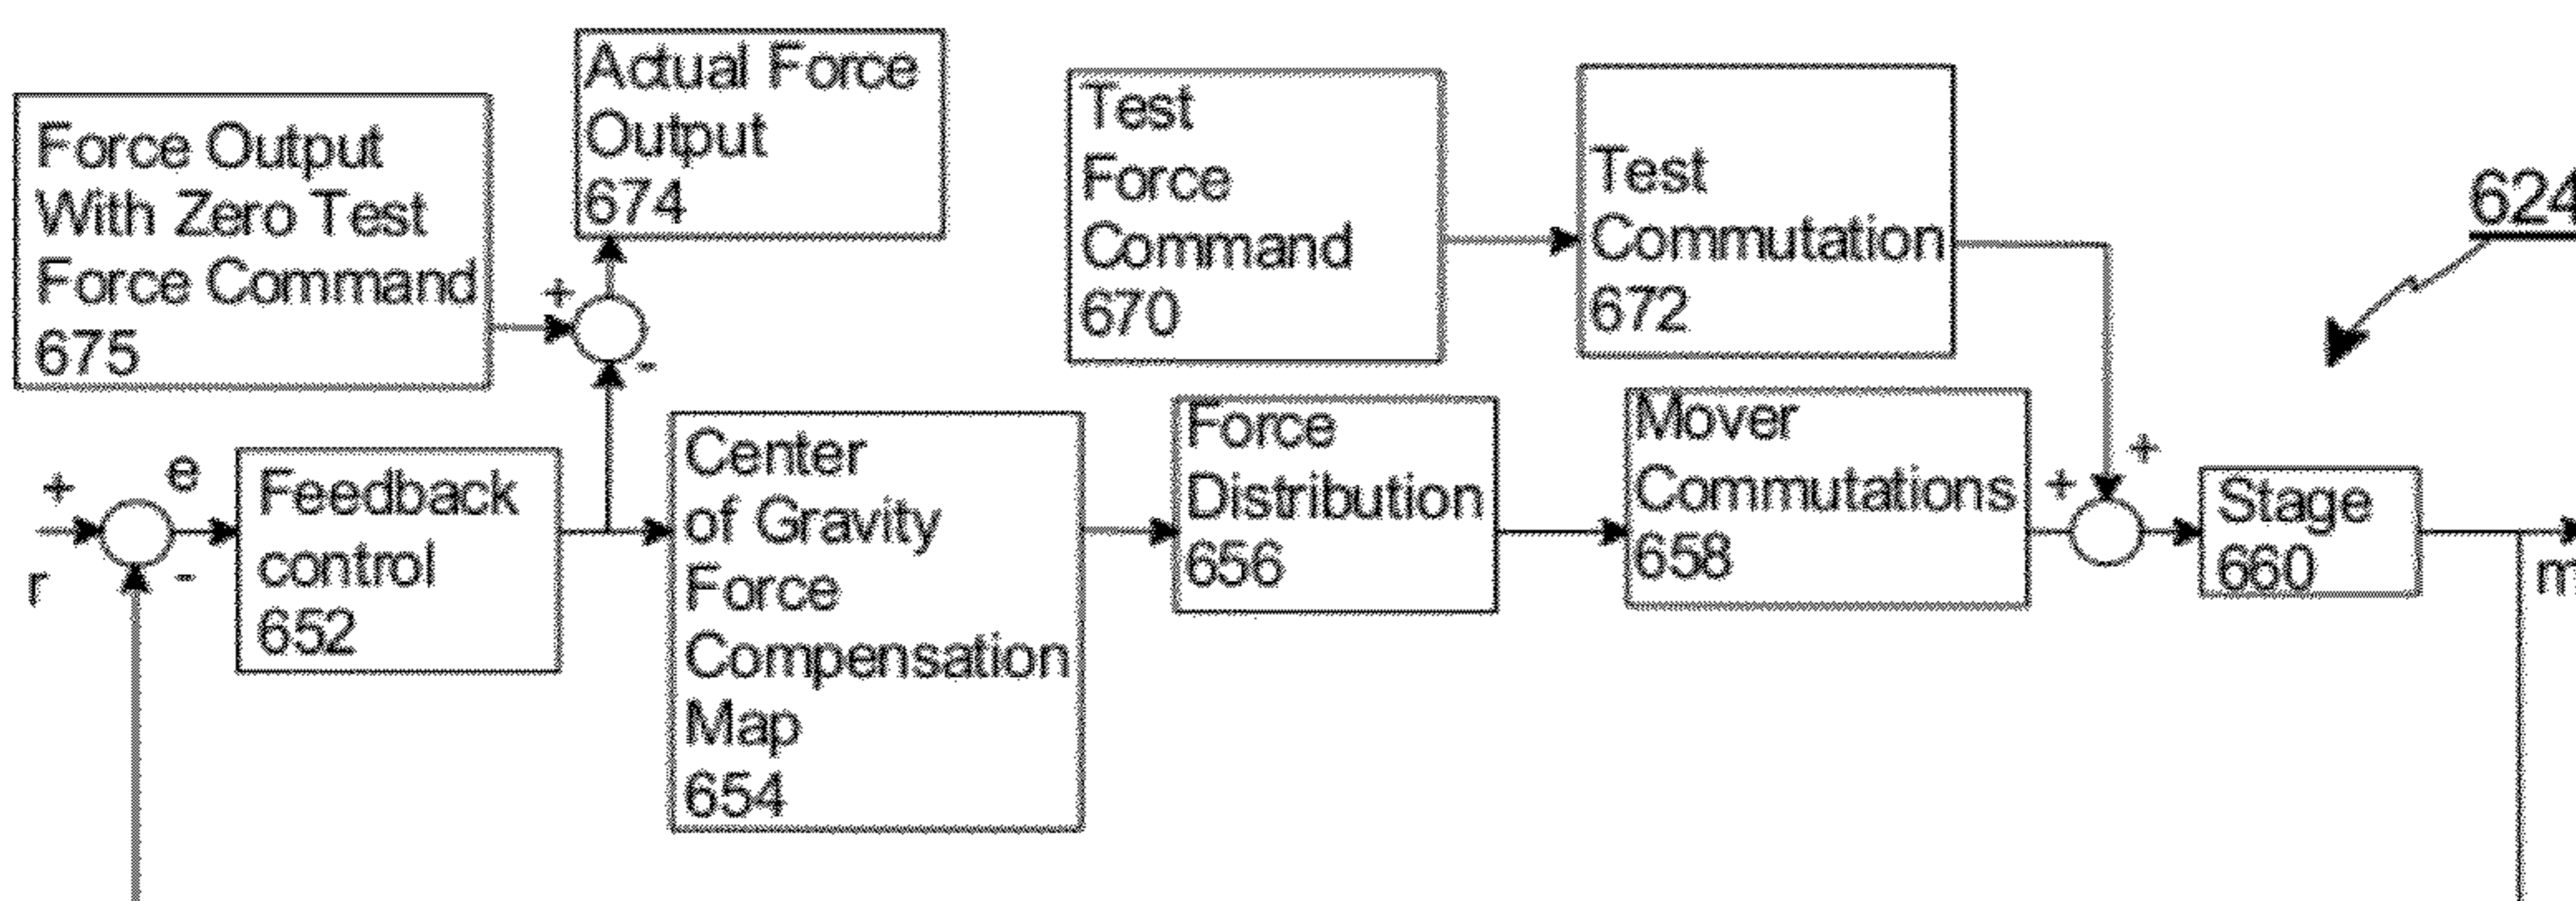 Force Output
With Zero Test
Force Command
675
Actual Force
Output
674
Test
Force
Command
670
Test
Commutation
672
624
+
-
+
e
r
-
Feedback
control
652
Center
of Gravity
Force
Compensation
Map
654
Force
Distribution
656
Mover
Commutations
658
+
+
Stage
660
m